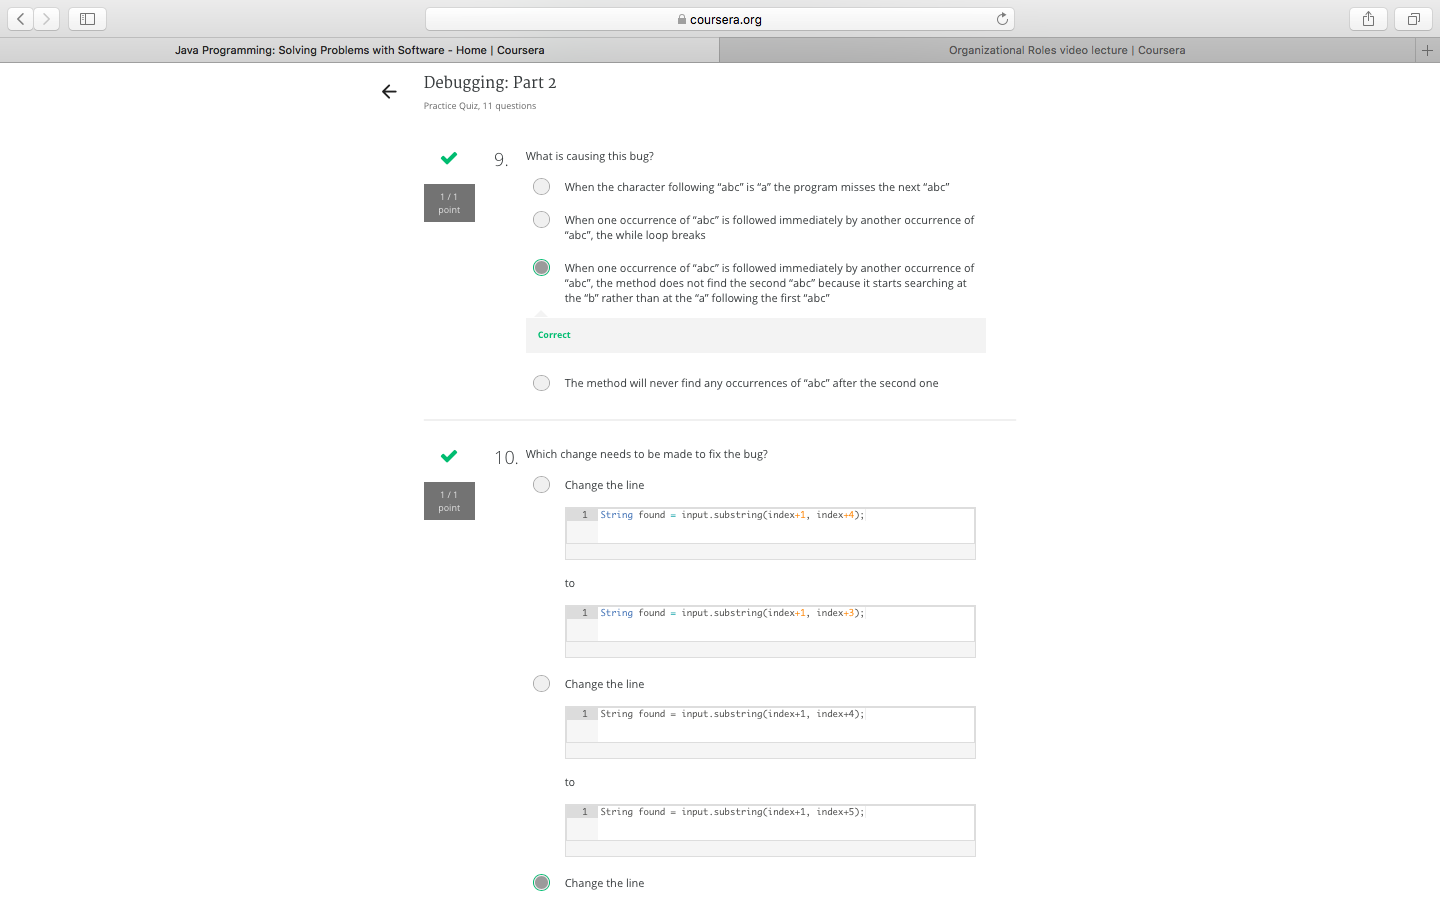 coursera.org
Java Programming: Solving Problems with Software - Home | Coursera
Organizational Roles video lecture | Coursera
Debugging: Part 2
Practice Quiz, 11 questions
1 / 1
point
9.
What is causing this bug?
When the character following “abc” is “a” the program misses the next “abc”
When one occurrence of “abc” is followed immediately by another occurrence of
“abc”, the while loop breaks
When one occurrence of “abc” is followed immediately by another occurrence of
“abc”, the method does not find the second “abc” because it starts searching at
the “b” rather than at the “a” following the first “abc”
Correct
The method will never find any occurrences of “abc” after the second one
1 / 1
point
10.
Which change needs to be made to fix the bug?
Change the line
1 String found = input.substring(index+1, index+4);
to
1 String found = input.substring(index+1, index+3);
Change the line
1 String found = input.substring(index+1, index+4);
to
1 String found = input.substring(index+1, index+5);
Change the line